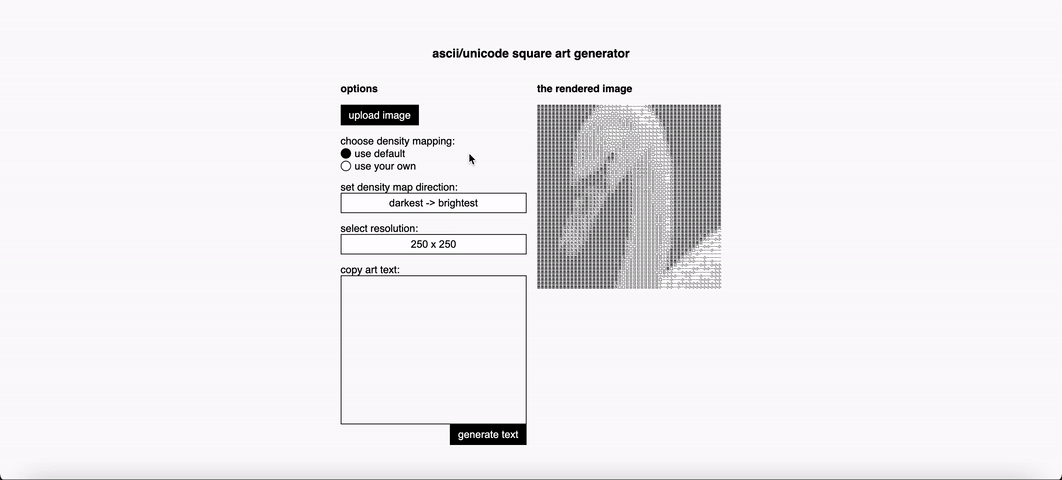 ascii/unicode square art generator
options
upload image
choose density mapping:
use default
use your own
set density map direction:
darkest -> brightest
select resolution:
250 x 250
copy art text:
generate text
the rendered image